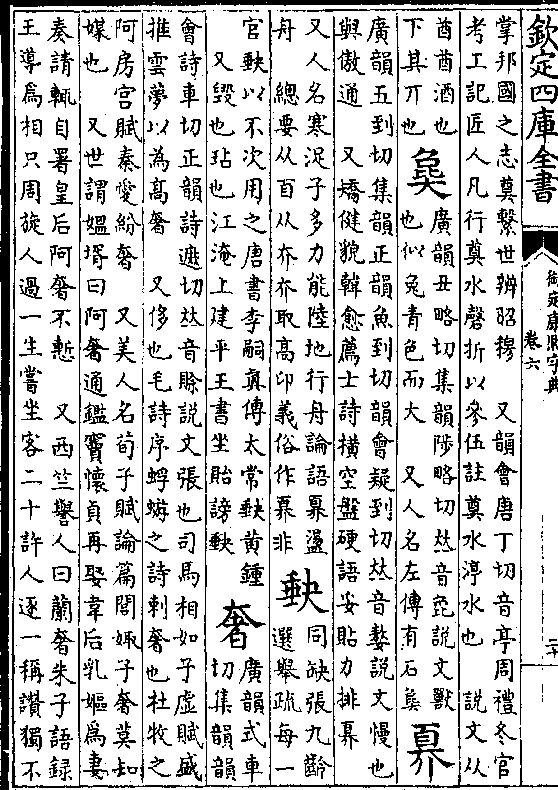 欽定四庫全書
御定康熙字典
卷六
二十
掌邦國之志奠繫世辨昭穆 又韻會唐丁切音亭周禮冬官
考工記匠人凡行奠水磬折以參伍註奠水渟水也 說文从
酋酋酒也
下其丌也
㚟
廣韻丑略切集韻陟略切𠀤音㲋說文獸
也似兔青色而大 又人名左傳有石㚟
奡
廣韻五到切集韻正韻魚到切韻會疑到切𠀤音鏊說文慢也
與傲通 又矯健貌韓愈薦士詩橫空盤硬語妥貼力排奡
又人名寒浞子多力能陸地行舟論語奡盪
舟 總要从百从夰夰取高卬義俗作奡非
𡙇
同缺張九齡
選舉疏每一
官𡙇以不次用之唐書李嗣真傳太常𡙇黃鍾
又毀也玷也江淹上建平王書坐貽謗𡙇
奢
廣韻式車
切集韻韻
會詩車切正韻詩遮切𠀤音賒說文張也司馬相如子虛賦盛
推雲夢以為高奢 又侈也毛詩序蜉蝣之詩刺奢也杜牧之
阿房宮賦秦愛紛奢 又美人名荀子賦論篇閭娵子奢莫知
媒也 又世謂媼壻曰阿奢通鑑竇懷貞再娶韋后乳嫗爲妻
奏請輒自署皇后阿奢不慙 又西竺譽人曰蘭奢朱子語錄
王導爲相只周旋人過一生嘗坐客二十許人逐一稱讚獨不